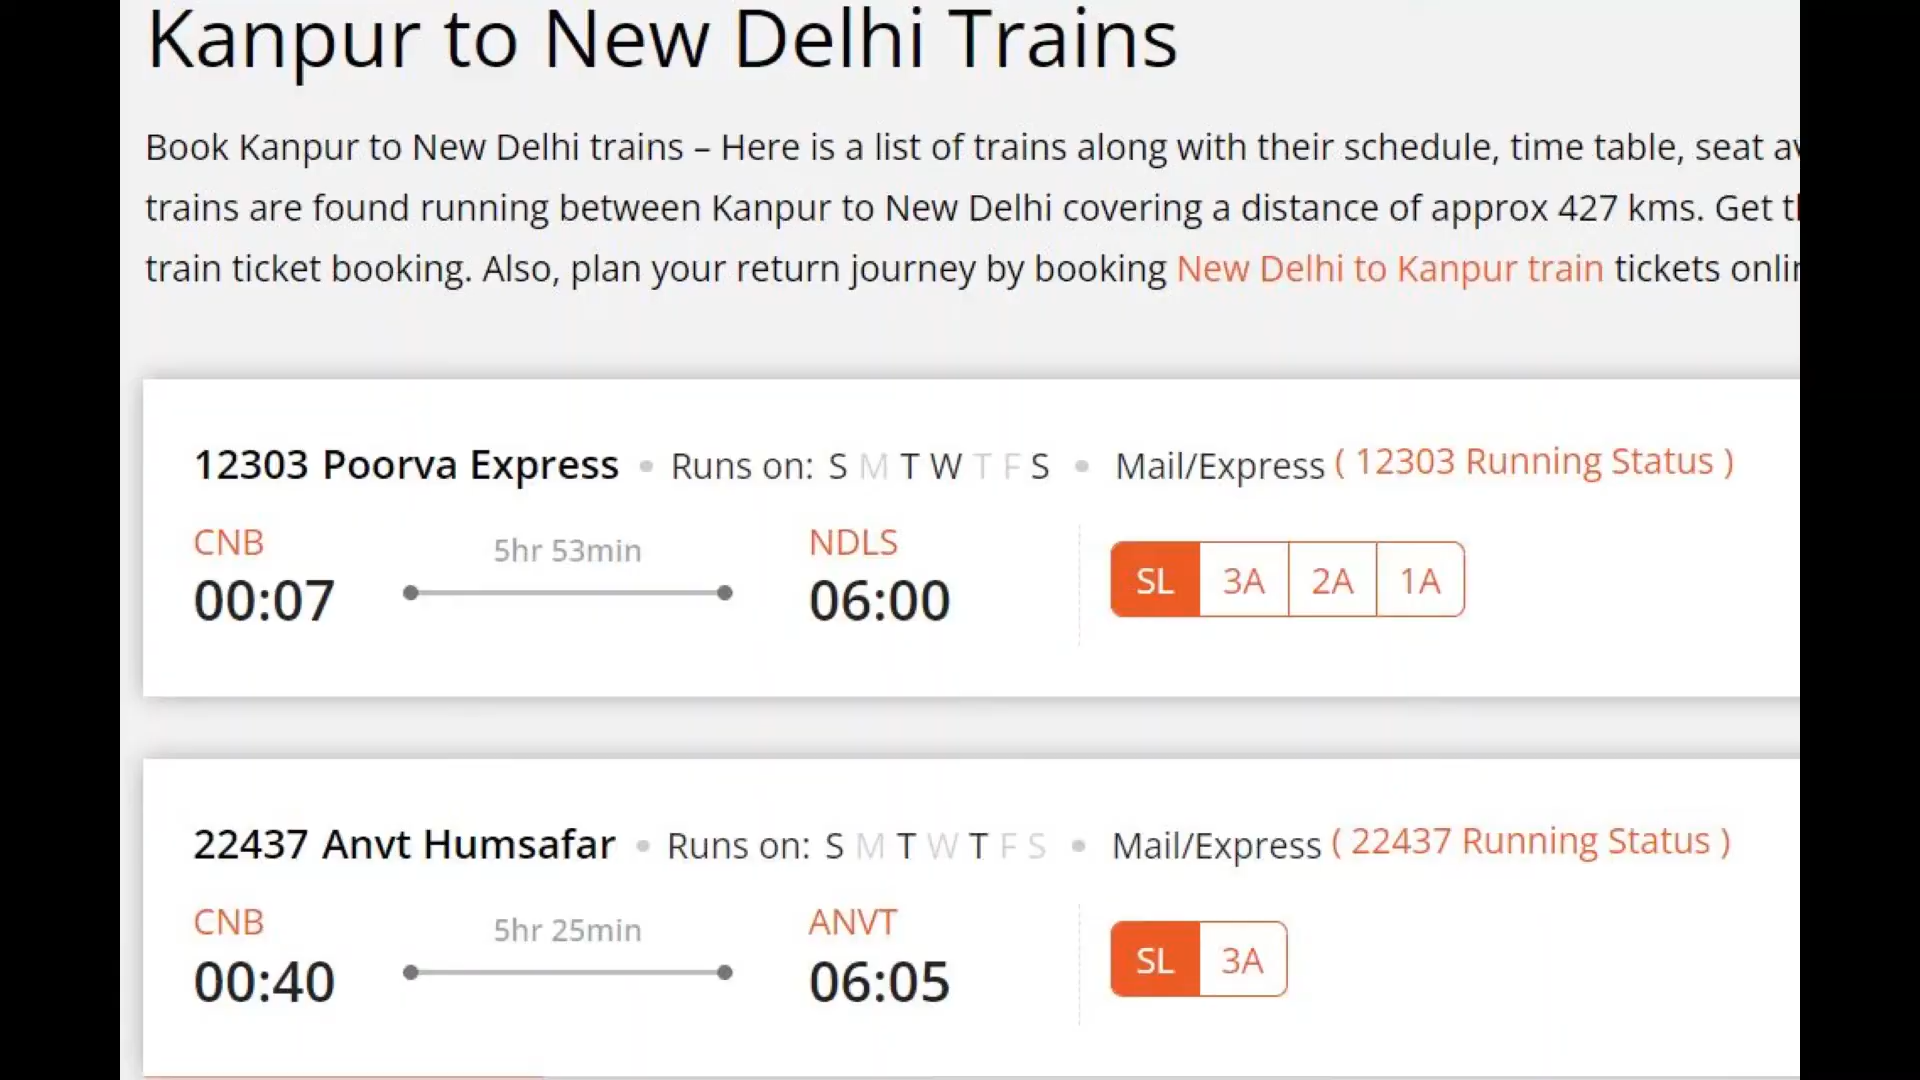 Kanpur to New Delhi Trains
Book Kanpur to New Delhi trains – Here is a list of trains along with their schedule, time table, seat
trains are found running between Kanpur to New Delhi covering a distance of approx 427 kms. Get
train ticket booking. Also, plan your return journey by booking New Delhi to Kanpur train tickets
12303 Poorva Express • Runs on: S M T W T F S • Mail/Express ( 12303 Running Status )
CNB 5hr 53min NDLS
00:07 06:00
SL 3A 2A 1A
22437 Anvt Humsafar • Runs on: S M T W T F S • Mail/Express ( 22437 Running Status )
CNB 5hr 25min ANVT
00:40 06:05
SL 3A